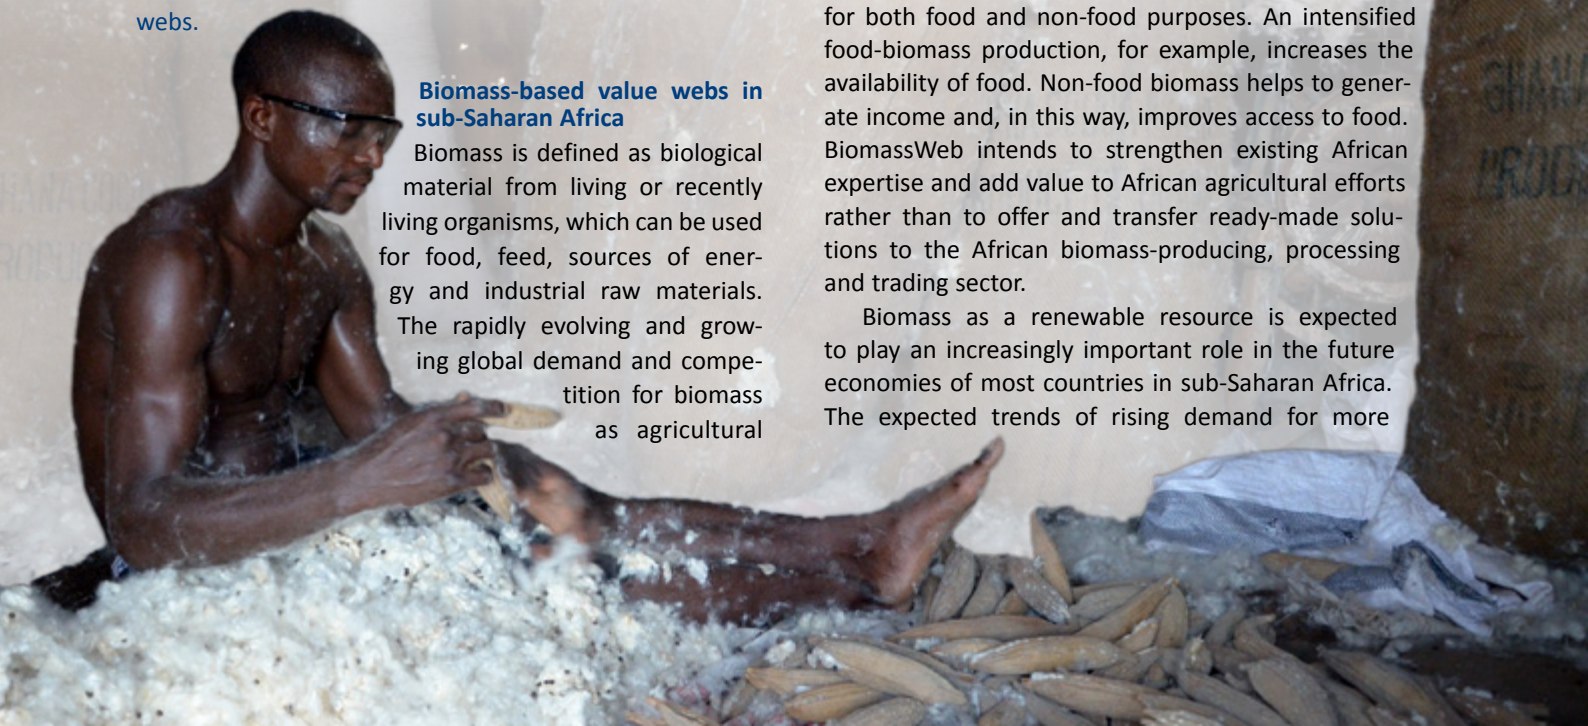 webs.
Biomass-based value webs in
sub-Saharan Africa
Biomass is defined as biological
material from living or recently
living organisms, which can be used
for food, feed, sources of ener-
gy and industrial raw materials.
The rapidly evolving and grow-
ing global demand and compe-
tition for biomass
as agricultural
for both food and non-food purposes. An intensified
food-biomass production, for example, increases the
availability of food. Non-food biomass helps to gener-
ate income and, in this way, improves access to food.
BiomassWeb intends to strengthen existing African
expertise and add value to African agricultural efforts
rather than to offer and transfer ready-made solu-
tions to the African biomass-producing, processing
and trading sector.
Biomass as a renewable resource is expected
to play an increasingly important role in the future
economies of most countries in sub-Saharan Africa.
The expected trends of rising demand for more